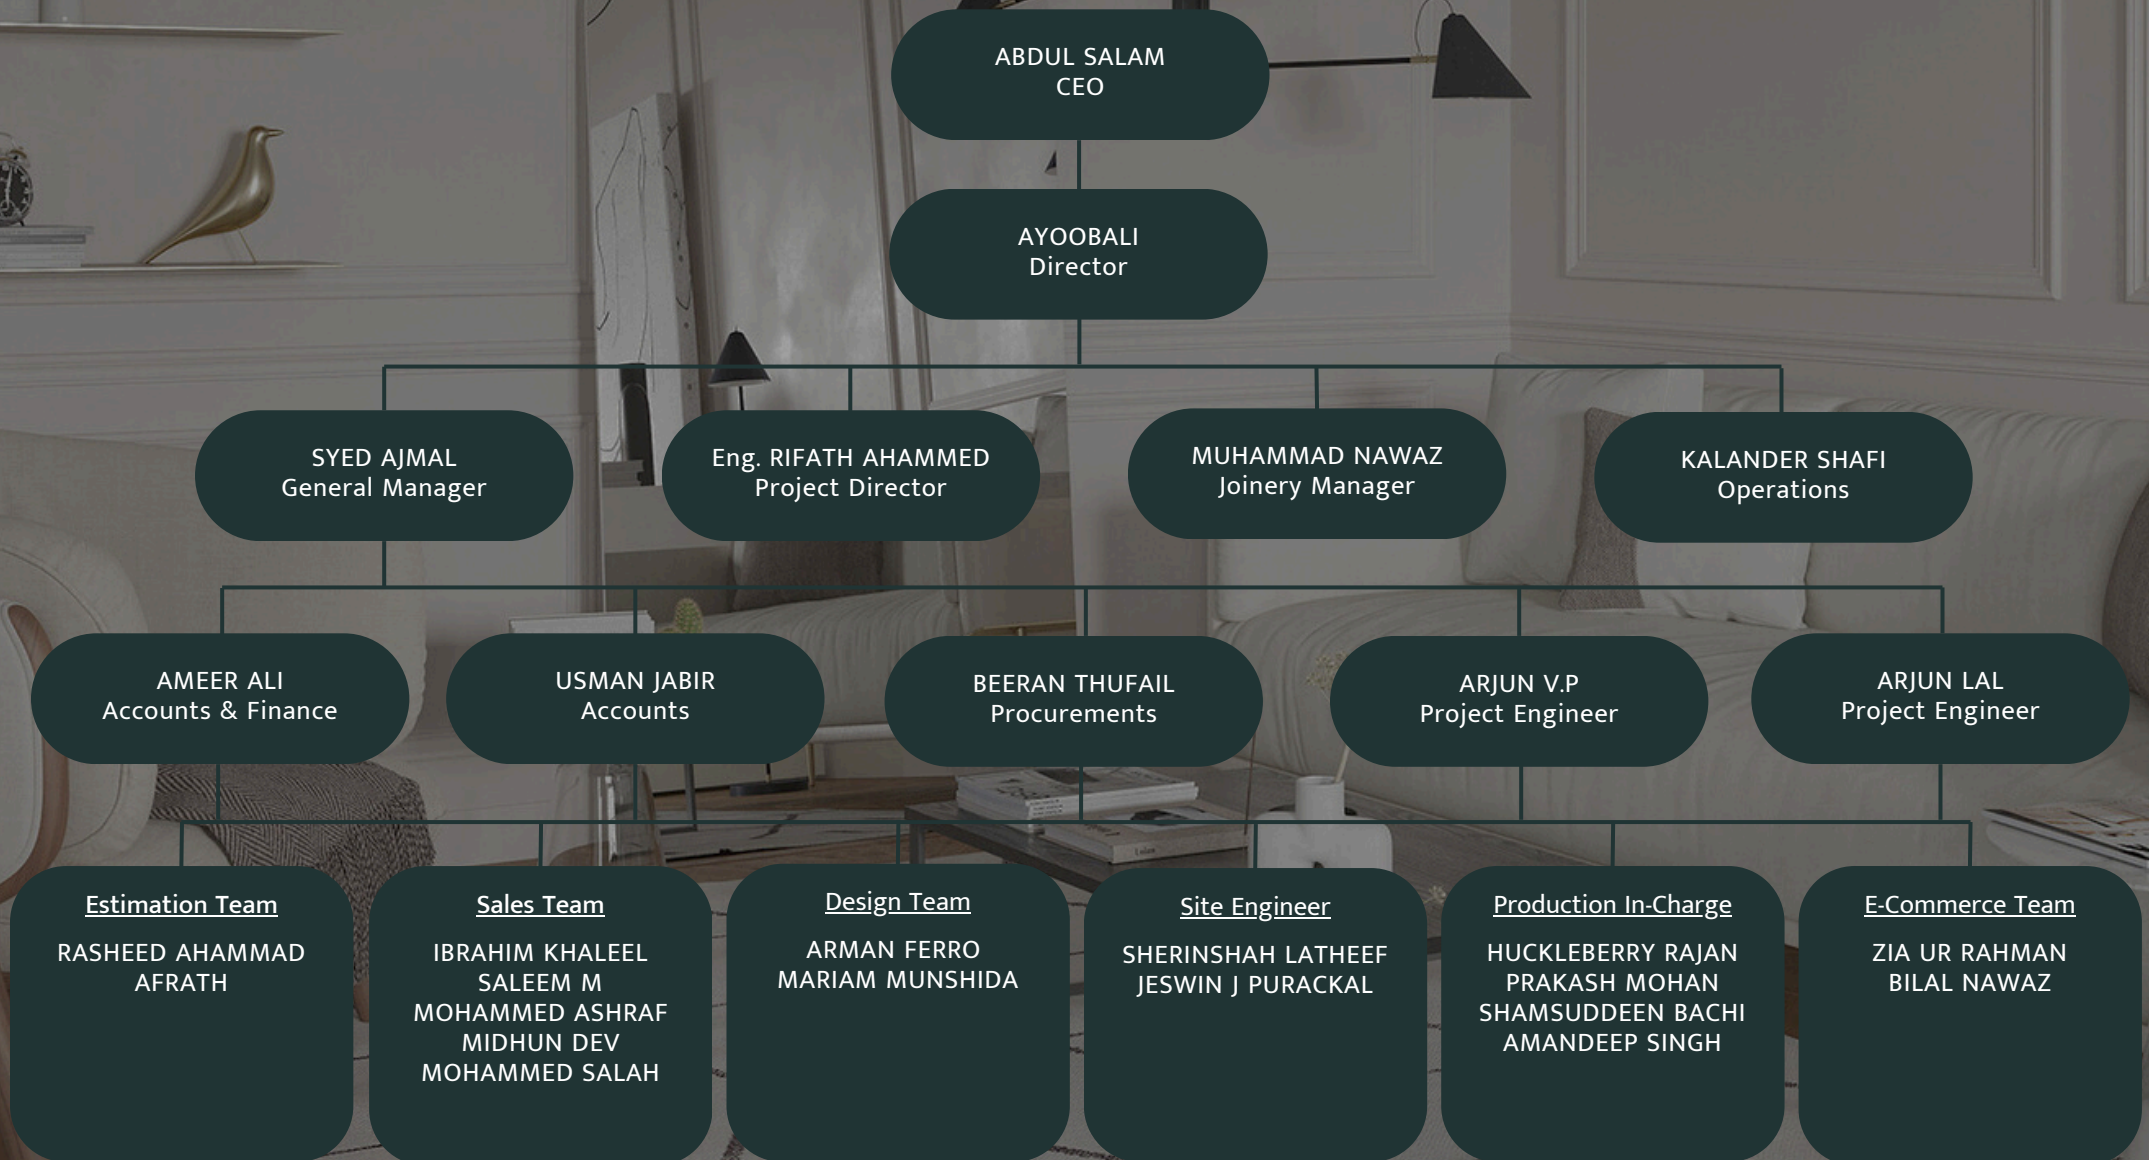 ABDUL SALAM
CEO
AYOOBALI
Director
SYED AJMAL
General Manager
Eng. RIFATH AHAMMED
Project Director
MUHAMMAD NAWAZ
Joinery Manager
KALANDER SHAFI
Operations
AMEER ALI
Accounts & Finance
USMAN JABIR
Accounts
BEERAN THUFAIL
Procurements
ARJUN V.P
Project Engineer
ARJUN LAL
Project Engineer
Estimation Team
RASHEED AHAMMAD
AFRATH
Sales Team
IBRAHIM KHALEEL
SALEEM M
MOHAMMED ASHRAF
MIDHUN DEV
MOHAMMED SALAH
Design Team
ARMAN FERRO
MARIAM MUNSHIDA
Site Engineer
SHERINSHAH LATHEEF
JESWIN J PURACKAL
Production In-Charge
HUCKLEBERRY RAJAN
PRAKASH MOHAN
SHAMSUDDEEN BACHI
AMANDEEP SINGH
E-Commerce Team
ZIA UR RAHMAN
BILAL NAWAZ